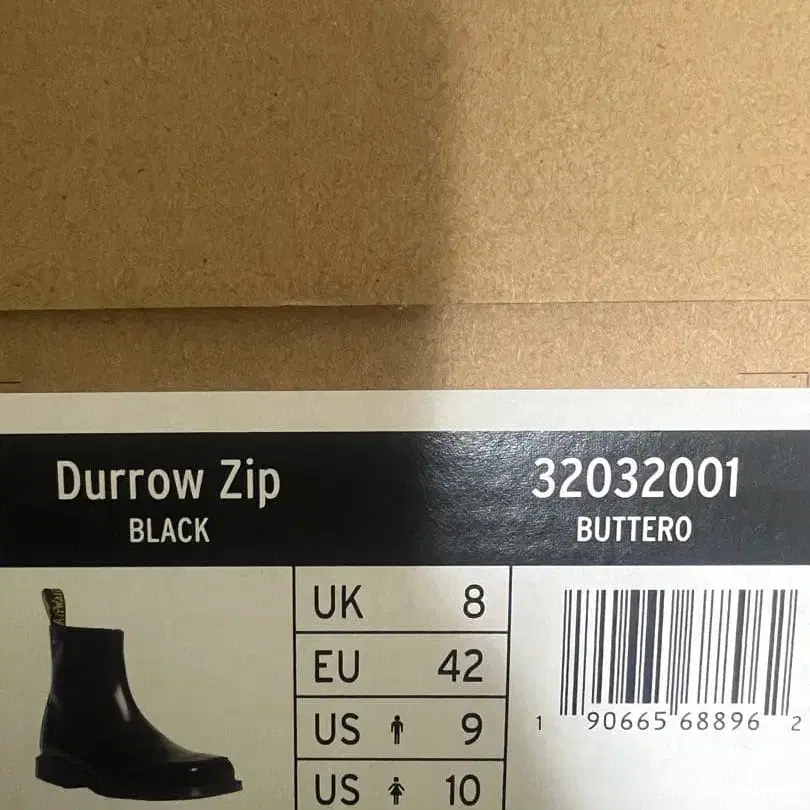 Durrow Zip
BLACK
32032001
BUTTERO
UK 8
EU 42
US 9
US 10
1 90665 68896 2